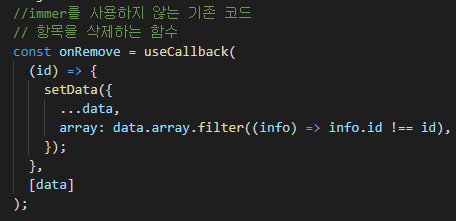 //immer를 사용하지 않는 기존 코드
// 항목을 삭제하는 함수
const onRemove = useCallback(
(id) => {
setData({
...data,
array: data.array.filter((info) => info.id !== id),
});
},
[data]
);